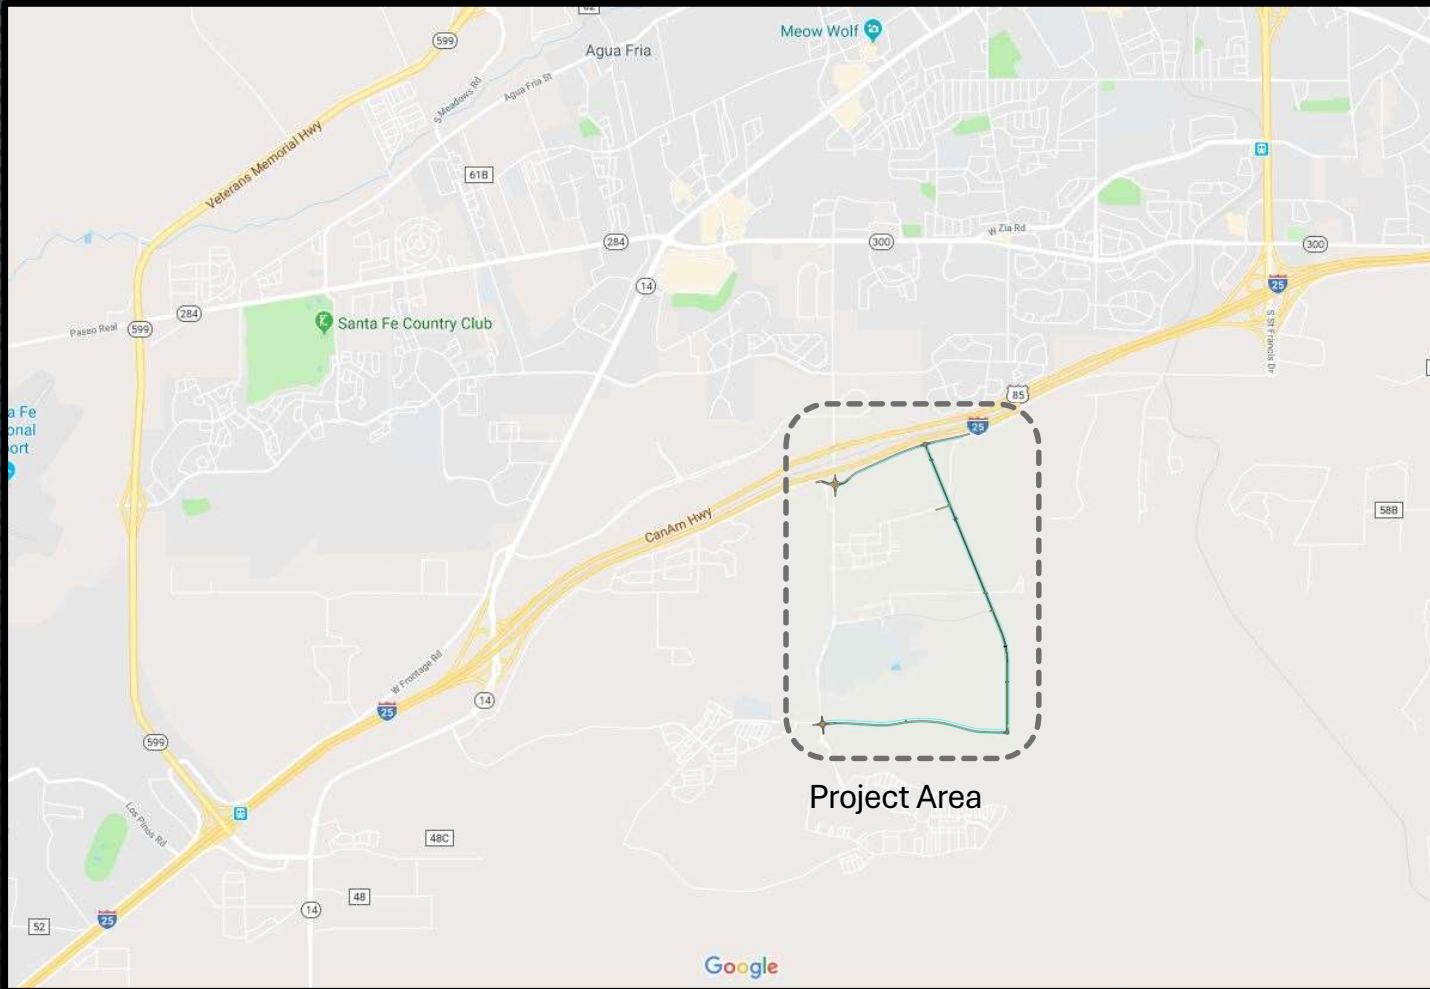 62
599
Agua Fria
Meow Wolf
S Meadows Rd
Agua Fria St
Veterans Memorial Hwy
61B
W Zia Rd
284
300
300
14
25
284
Paseo Real
599
Santa Fe Country Club
S St Francis Dr
85
a Fe
onal
ort
25
58B
CanAm Hwy
W Frontage Rd
14
25
599
Project Area
Los Pinos Rd
48C
48
14
25
52
Google